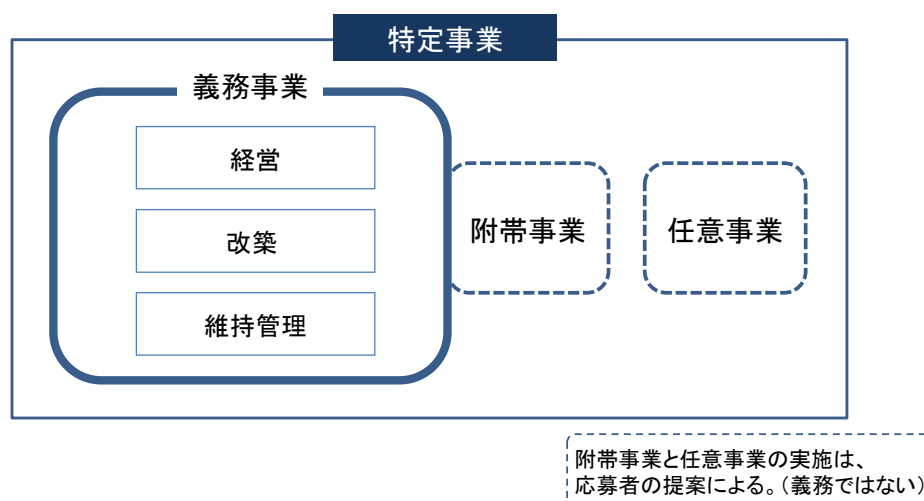 特定事業
義務事業
経営
改築
維持管理
附帯事業
任意事業
附帯事業と任意事業の実施は、
応募者の提案による。(義務ではない)